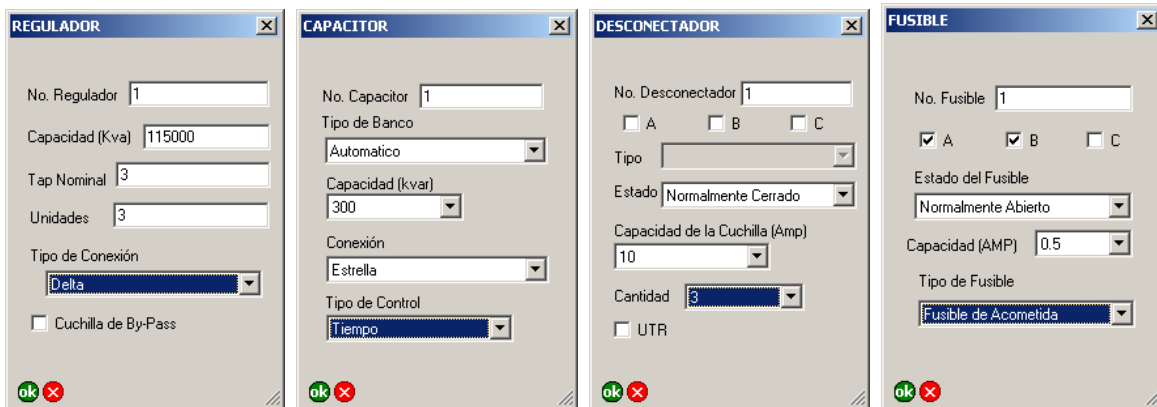 REGULADOR
No. Regulador 1
Capacidad (Kva) 115000
Tap Nominal 3
Unidades 3
Tipo de Conexión
Delta
Cuchilla de By-Pass
ok
CAPACITOR
No. Capacitor 1
Tipo de Banco
Automatico
Capacidad (kvar)
300
Conexión
Estrella
Tipo de Control
Tiempo
ok
DESCONECTADOR
No. Desconectador 1
A B C
Tipo
Estado Normalmente Cerrado
Capacidad de la Cuchilla (Amp)
10
Cantidad 3
UTR
ok
FUSIBLE
No. Fusible 1
A B C
Estado del Fusible
Normalmente Abierto
Capacidad (AMP) 0.5
Tipo de Fusible
Fusible de Acometida
ok